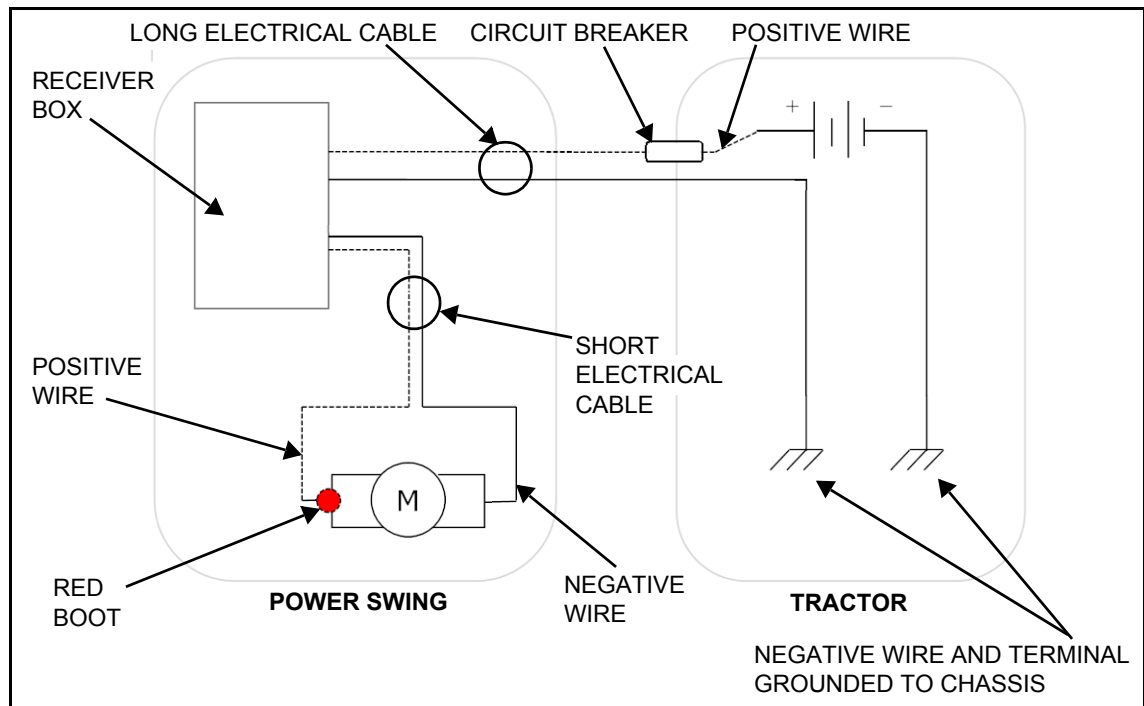 LONG ELECTRICAL CABLE
CIRCUIT BREAKER
POSITIVE WIRE
RECEIVER
BOX
+
−
SHORT
ELECTRICAL
CABLE
POSITIVE
WIRE
M
RED
BOOT
POWER SWING
NEGATIVE
WIRE
TRACTOR
NEGATIVE WIRE AND TERMINAL
GROUNDED TO CHASSIS